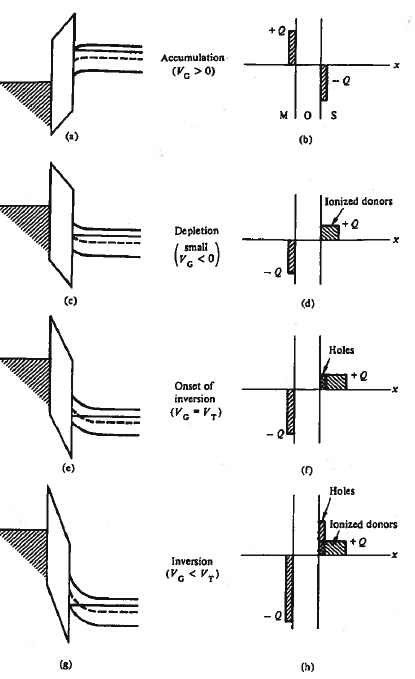 +Q
Accumulation
(V_G > 0)
x
- Q
M O S
(a)
(b)
Ionized donors
Depletion
+ Q
(small V_G < 0)
x
- Q
(c)
(d)
Holes
Onset of
+ Q
inversion
x
(V_G = V_T)
- Q
(e)
(f)
Holes
Ionized donors
+ Q
Inversion
x
(V_G < V_T)
- Q
(g)
(h)